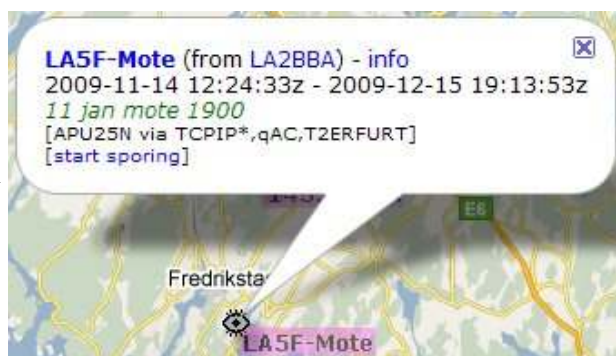 LA5F-Mote (from LA2BBA) - info
2009-11-14 12:24:33z - 2009-12-15 19:13:53z
11 jan mote 1900
[APU25N via TCPIP*,qAC,T2ERFURT]
[start sporing]
E6
Fredriksta
LA5F-Mote